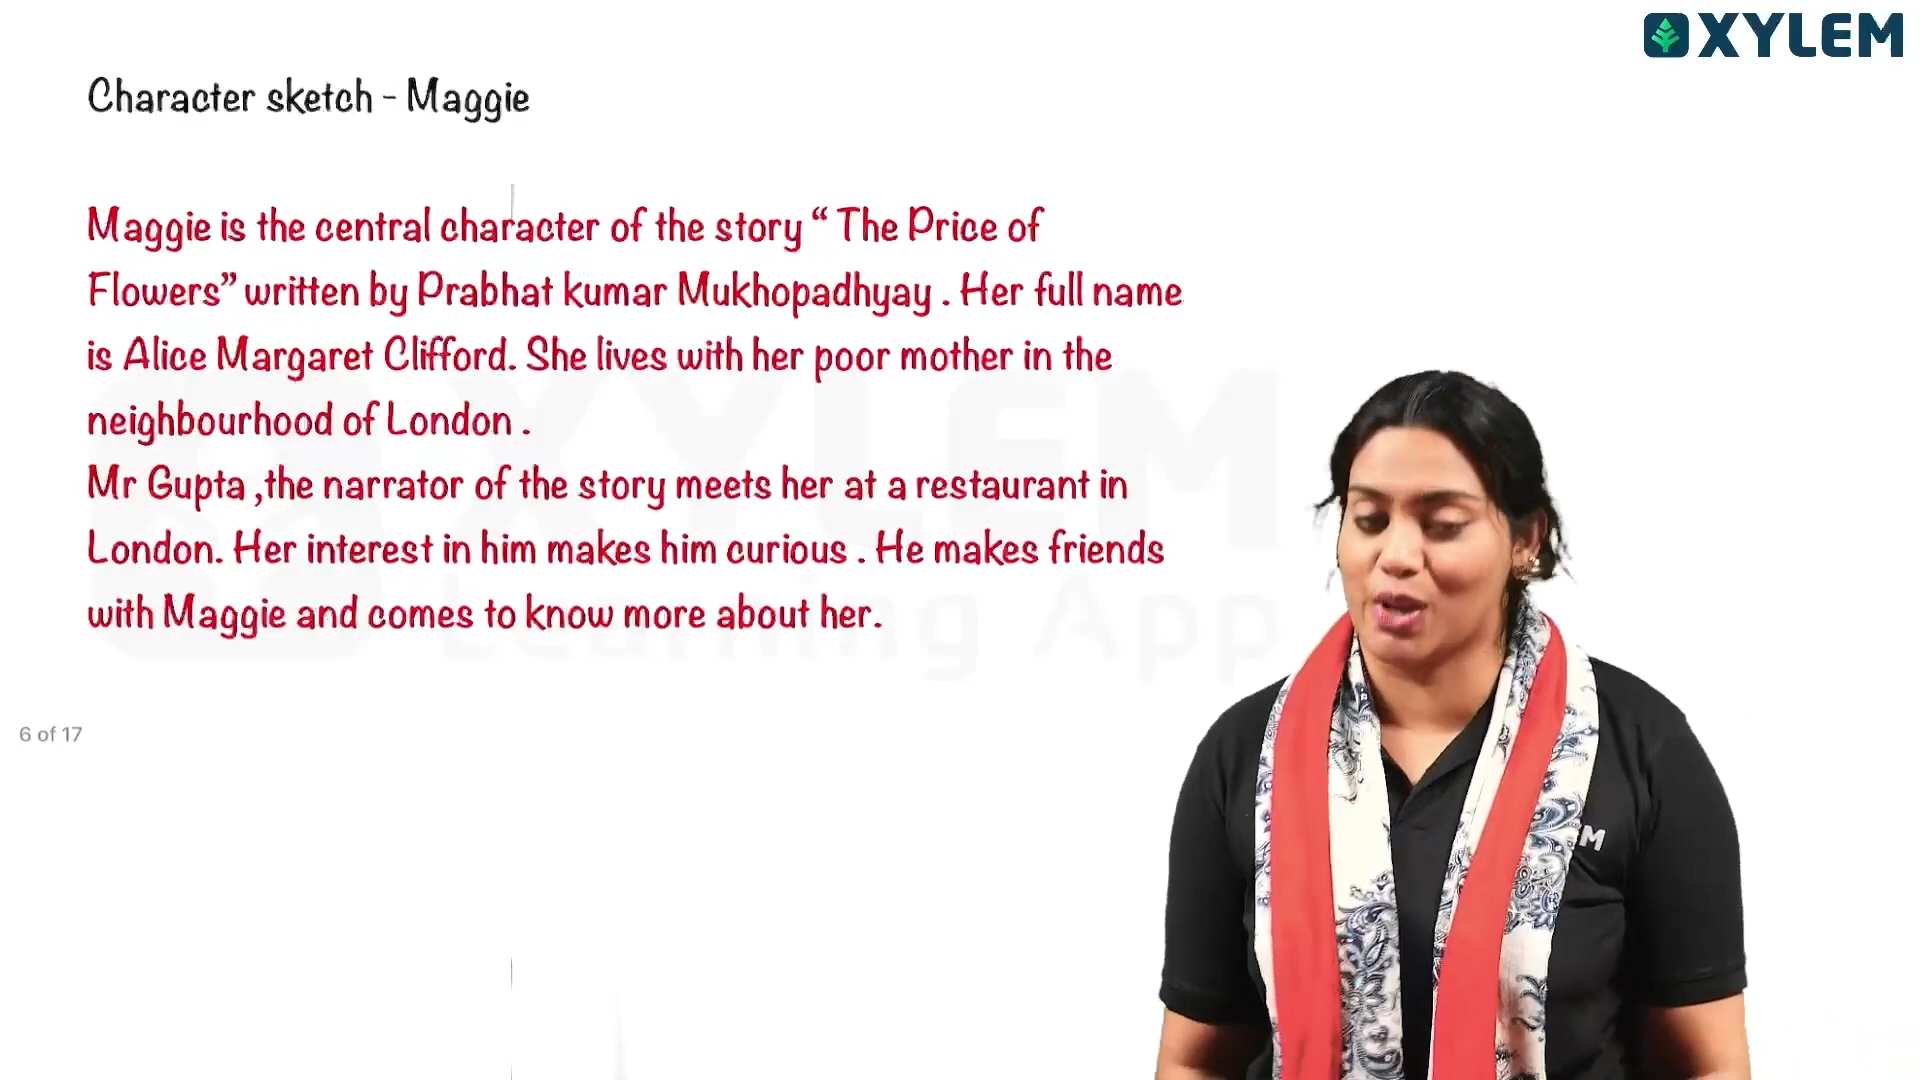 XYLEM
Character sketch - Maggie
Maggie is the central character of the story “ The Price of
Flowers” written by Prabhat kumar Mukhopadhyay . Her full name
is Alice Margaret Clifford. She lives with her poor mother in the
neighbourhood of London .
Mr Gupta ,the narrator of the story meets her at a restaurant in
London. Her interest in him makes him curious . He makes friends
with Maggie and comes to know more about her.
XYLEM
Learning App
6 of 17
M